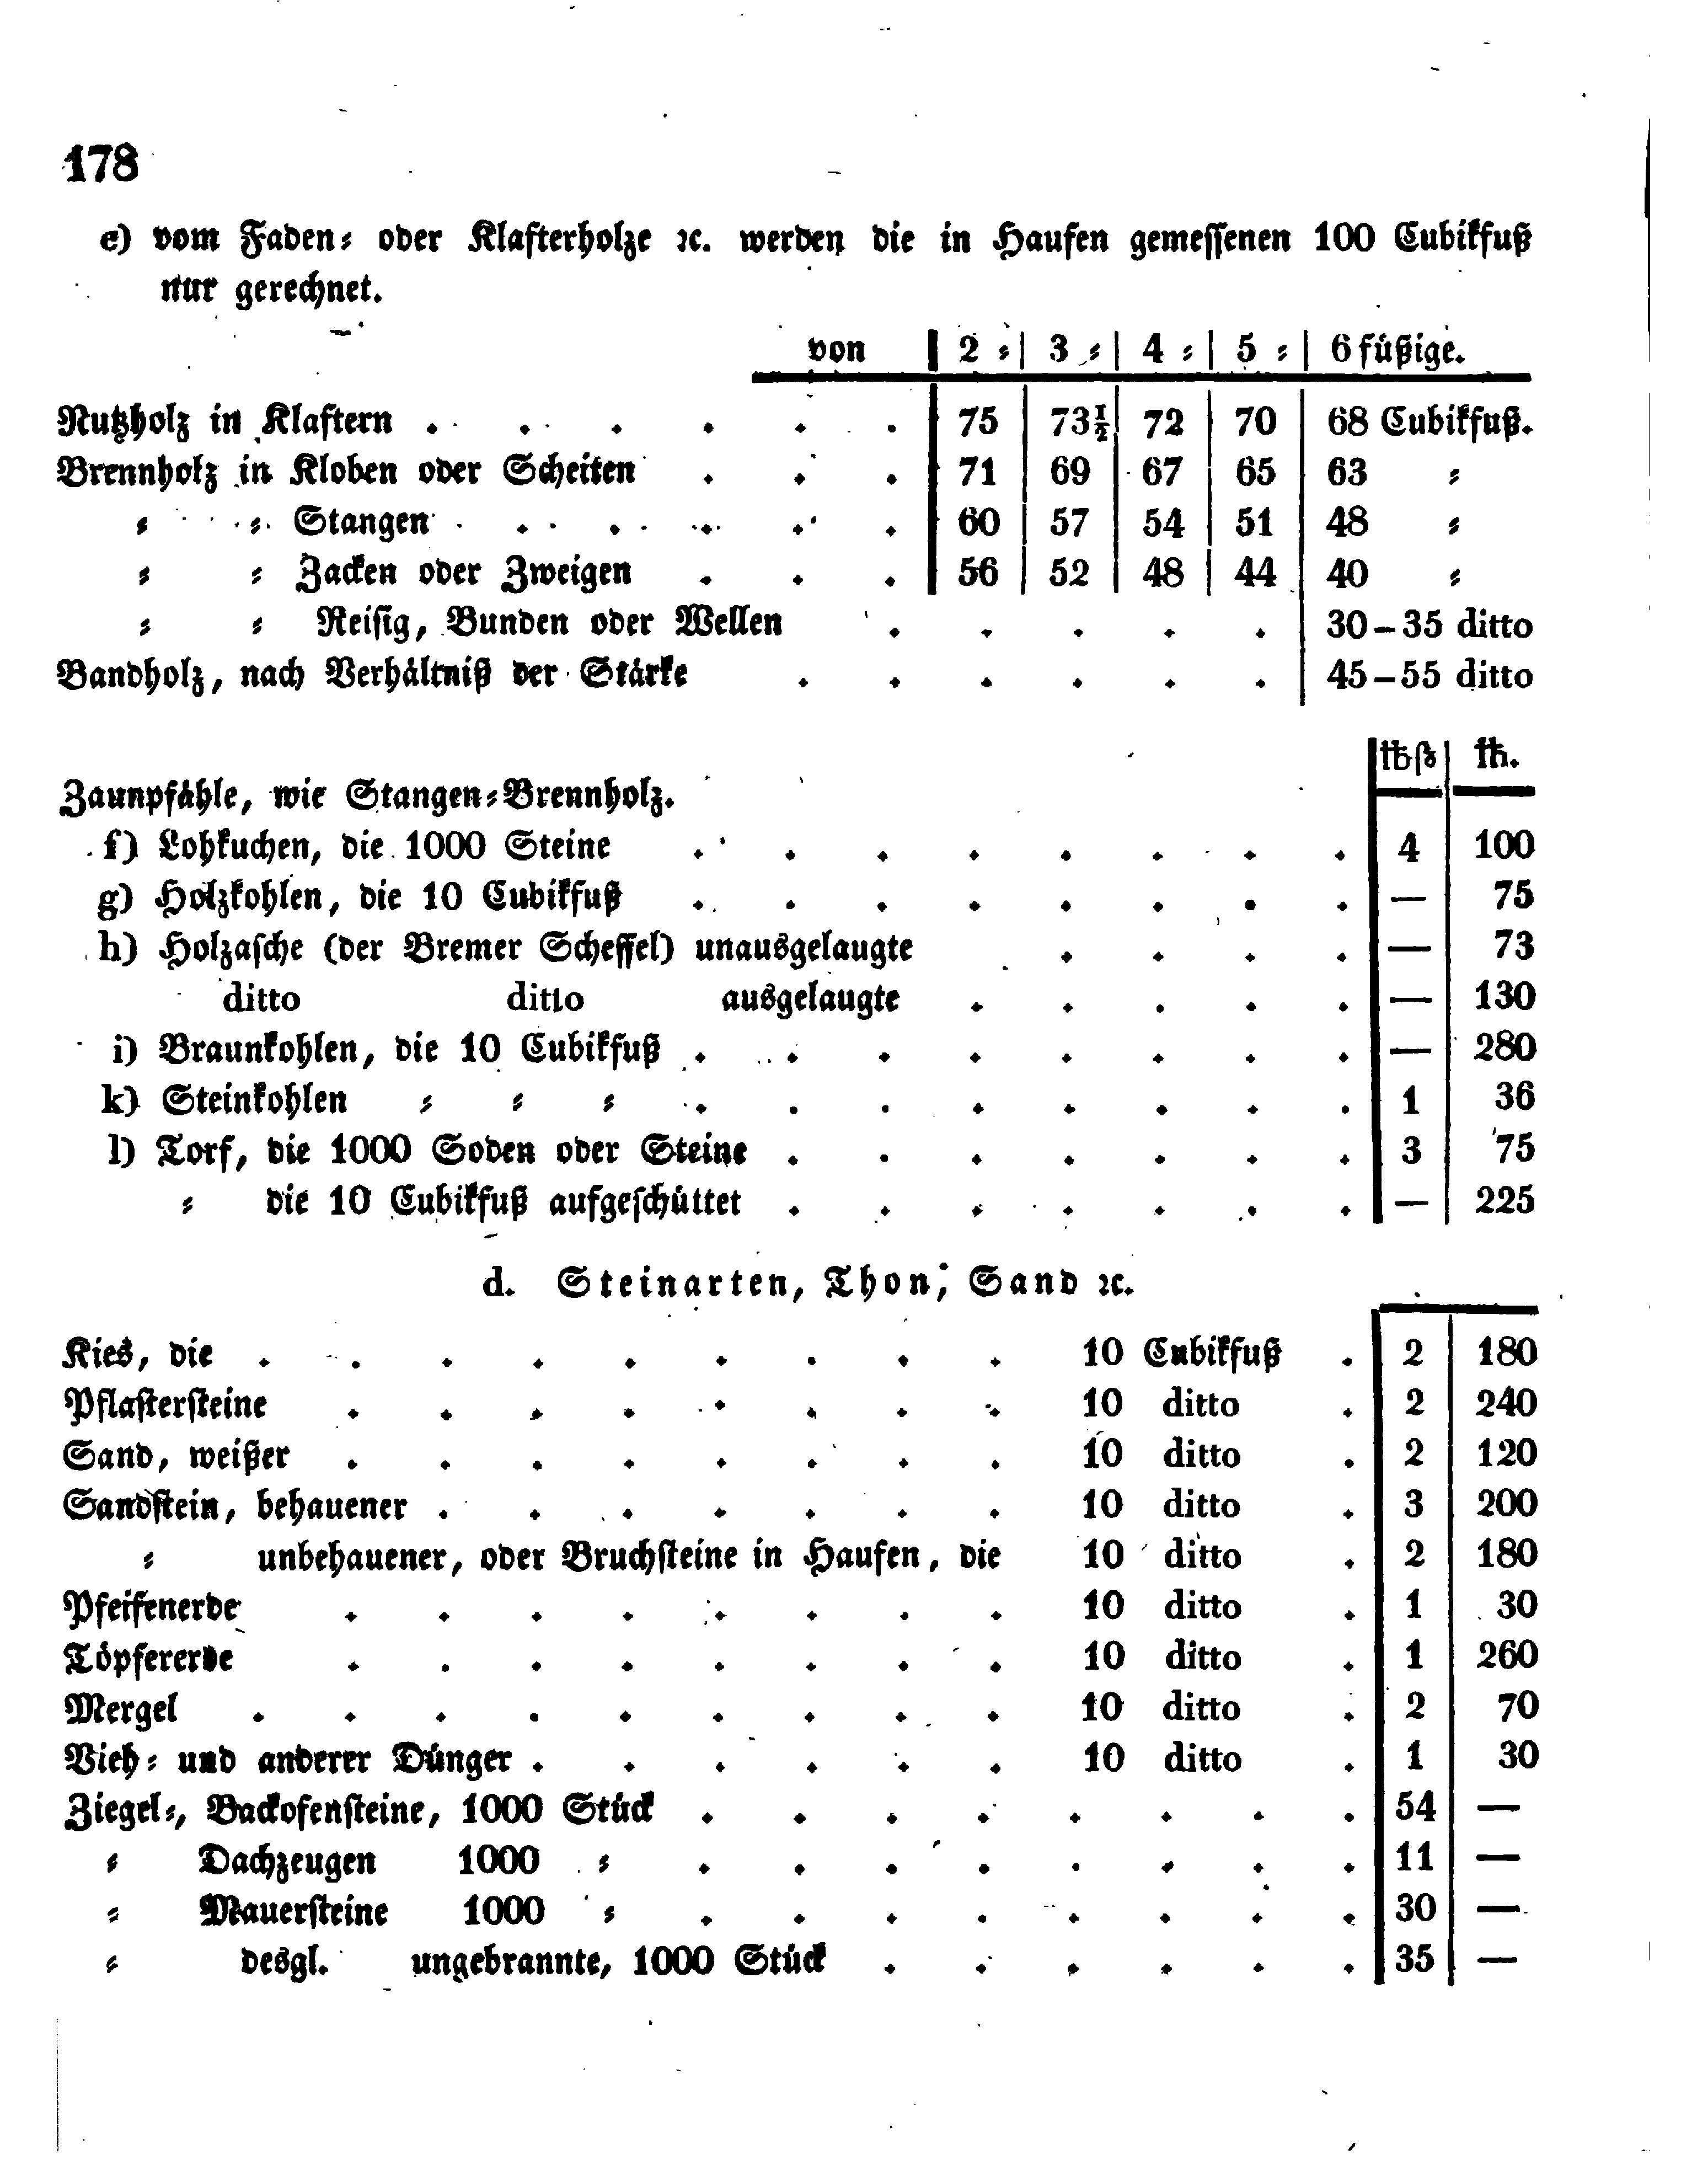 178
e) vom Faden⸗ oder Klafterholze ꝛc. werden die in Haufen gemessenen 100 Cubikfuß
nur gerechnet.
von 2⸗ 3⸗ 4⸗ 5⸗ 6füßige.
Nutzholz in Klaftern . . . . . . 75 73½ 72 70 68 Cubikfuß.
Brennholz in Kloben oder Scheiten . . . 71 69 67 65 63 ⸗
⸗ ⸗ Stangen . . . . . 60 57 54 51 48 ⸗
⸗ ⸗ Zacken oder Zweigen . . . 56 52 48 44 40 ⸗
⸗ ⸗ Reisig, Bunden oder Wellen . . . . . 30–35 ditto
Bandholz, nach Verhältniß der Stärke . . . . . . 45–55 ditto
℔. 
Zaunpfähle, wie Stangen⸗Brennholz.
f) Lohkuchen, die 1000 Steine . . . . . . . . 4 100
g) Holzkohlen, die 10 Cubikfuß . . . . . . . . — 75
h) Holzasche (der Bremer Scheffel) unausgelaugte . . . . — 73
ditto ditto ausgelaugte . . . . . — 130
i) Braunkohlen, die 10 Cubikfuß . . . . . . . . — 280
k) Steinkohlen ⸗ ⸗ ⸗ . . . . . . . . 1 36
l) Torf, die 1000 Soden oder Steine . . . . . . . 3 75
⸗ die 10 Cubikfuß aufgeschüttet . . . . . . . — 225
d. Steinarten, Thon, Sand ꝛc.
Kies, die . . . . . . . . . 10 Cubikfuß . 2 180
Pflastersteine . . . . . . . . 10 ditto . 2 240
Sand, weißer . . . . . . . . 10 ditto . 2 120
Sandstein, behauener . . . . . . . 10 ditto . 3 200
⸗ unbehauener, oder Bruchsteine in Haufen, die 10 ditto . 2 180
Pfeifenerde . . . . . . . . 10 ditto . 1 30
Töpfererde . . . . . . . . 10 ditto . 1 260
Mergel . . . . . . . . . 10 ditto . 2 70
Vieh⸗ und anderer Dünger . . . . . . 10 ditto . 1 30
Ziegel⸗, Backofensteine, 1000 Stück . . . . . . . . 54 —
⸗ Dachzeugen 1000 ⸗ . . . . . . . . 11 —
⸗ Mauersteine 1000 ⸗ . . . . . . . . 30 —
⸗ desgl. ungebrannte, 1000 Stück . . . . . . 35 —